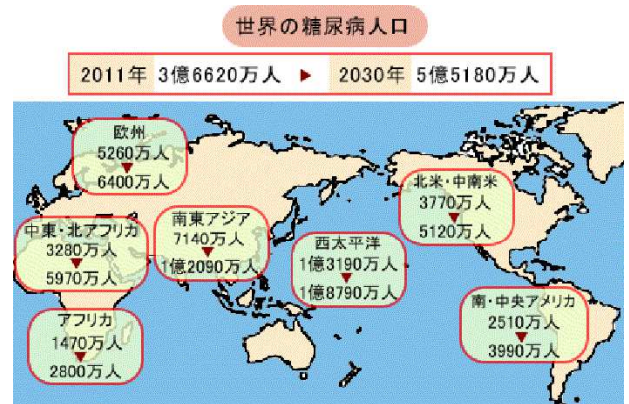 世界の糖尿病人口
2011年 3億6620万人 ▶ 2030年 5億5180万人
欧州
5260万人
▼
6400万人
北米・中南米
3770万人
▼
5120万人
中東・北アフリカ
3280万人
▼
5970万人
南東アジア
7140万人
▼
1億2090万人
西太平洋
1億3190万人
▼
1億8790万人
アフリカ
1470万人
▼
2800万人
南・中央アメリカ
2510万人
▼
3990万人